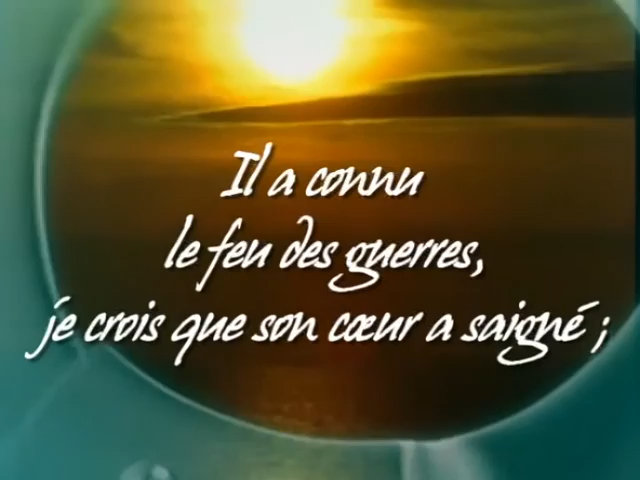 Il a connu
le feu des guerres,
je crois que son cœur a saigné ;